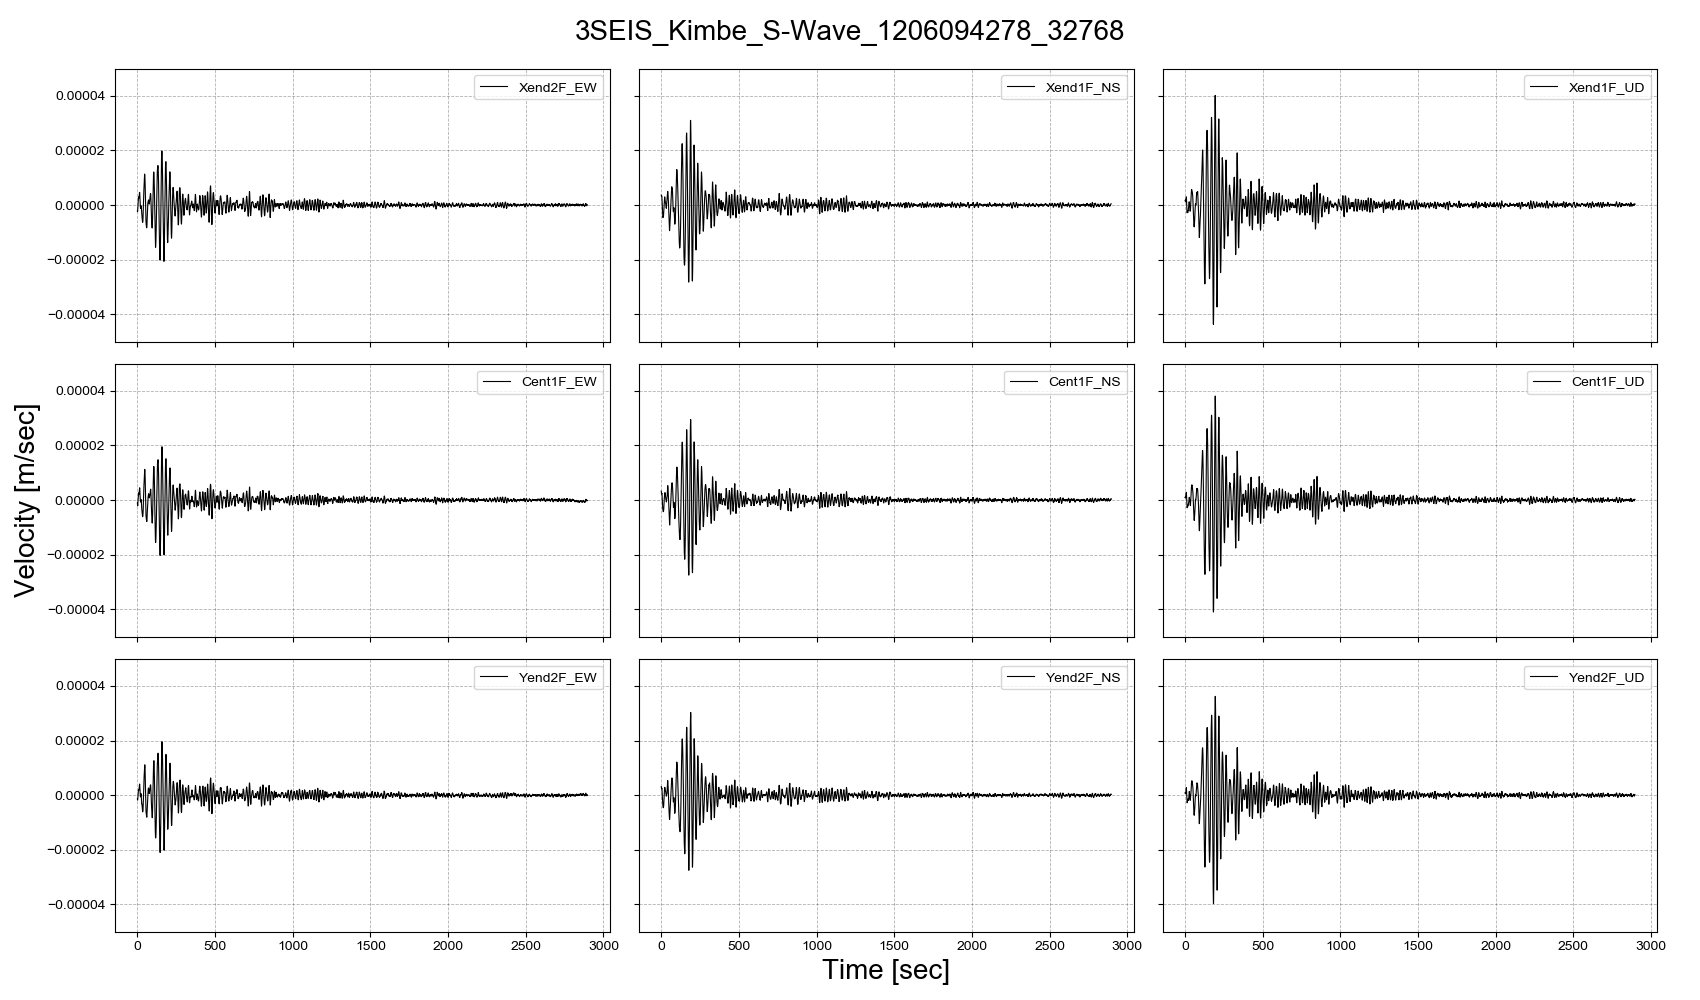 3SEIS_Kimbe_S-Wave_1206094278_32768
Xend2F_EW
Xend1F_NS
Xend1F_UD
0.00004
0.00002
0.00000
−0.00002
−0.00004
Cent1F_EW
Cent1F_NS
Cent1F_UD
0.00004
0.00002
0.00000
−0.00002
−0.00004
Velocity [m/sec]
Yend2F_EW
Yend2F_NS
Yend2F_UD
0.00004
0.00002
0.00000
−0.00002
−0.00004
0 500 1000 1500 2000 2500 3000
0 500 1000 1500 2000 2500 3000
0 500 1000 1500 2000 2500 3000
Time [sec]